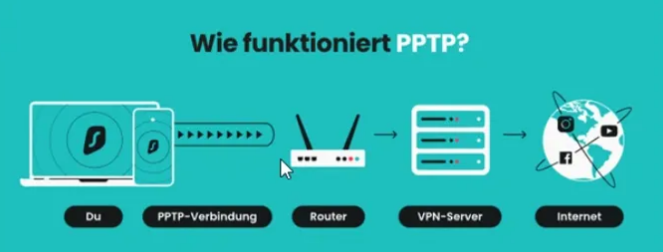 Wie funktioniert PPTP?
Du
PPTP-Verbindung
Router
VPN-Server
Internet